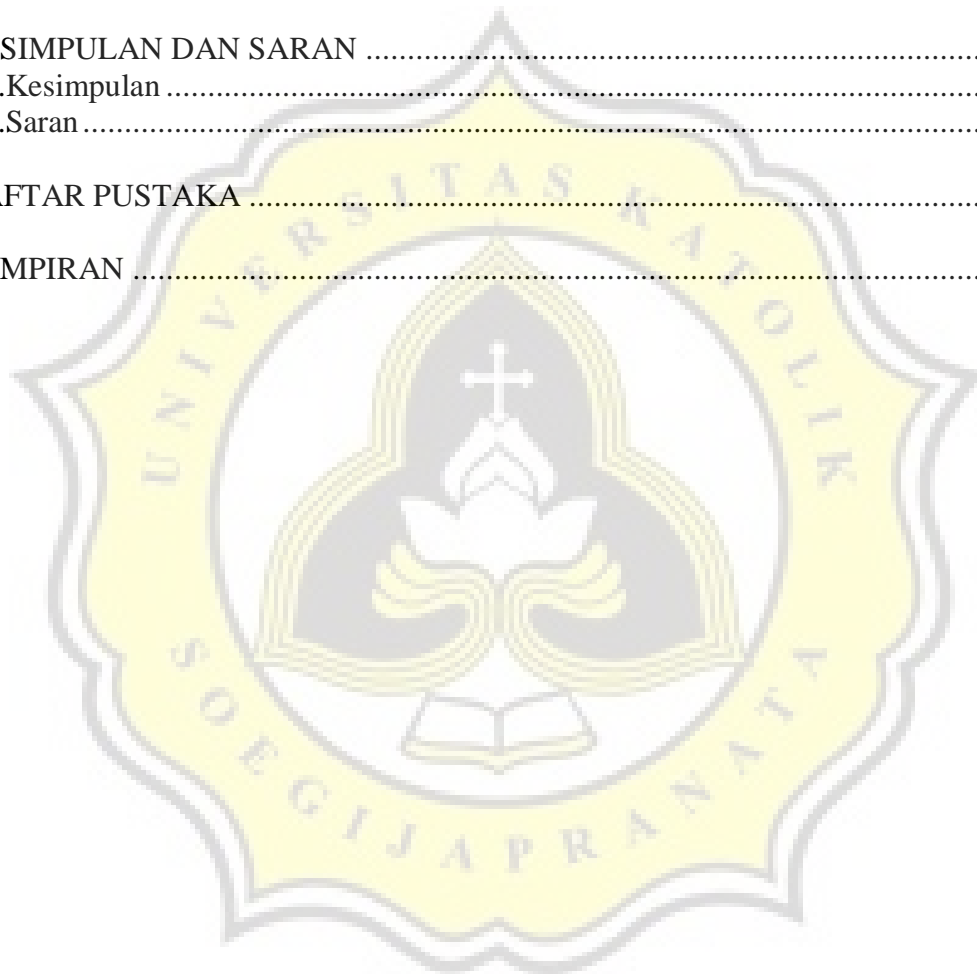 SIMPULAN DAN SARAN ..........................................................................................
.Kesimpulan ........................................................................................................................
.Saran ....................................................................................................................................
AFTAR PUSTAKA ..........................................................................................................
MPIRAN ............................................................................................................................
UNIVERSITAS KATOLIK
SOEGIJAPRANATA